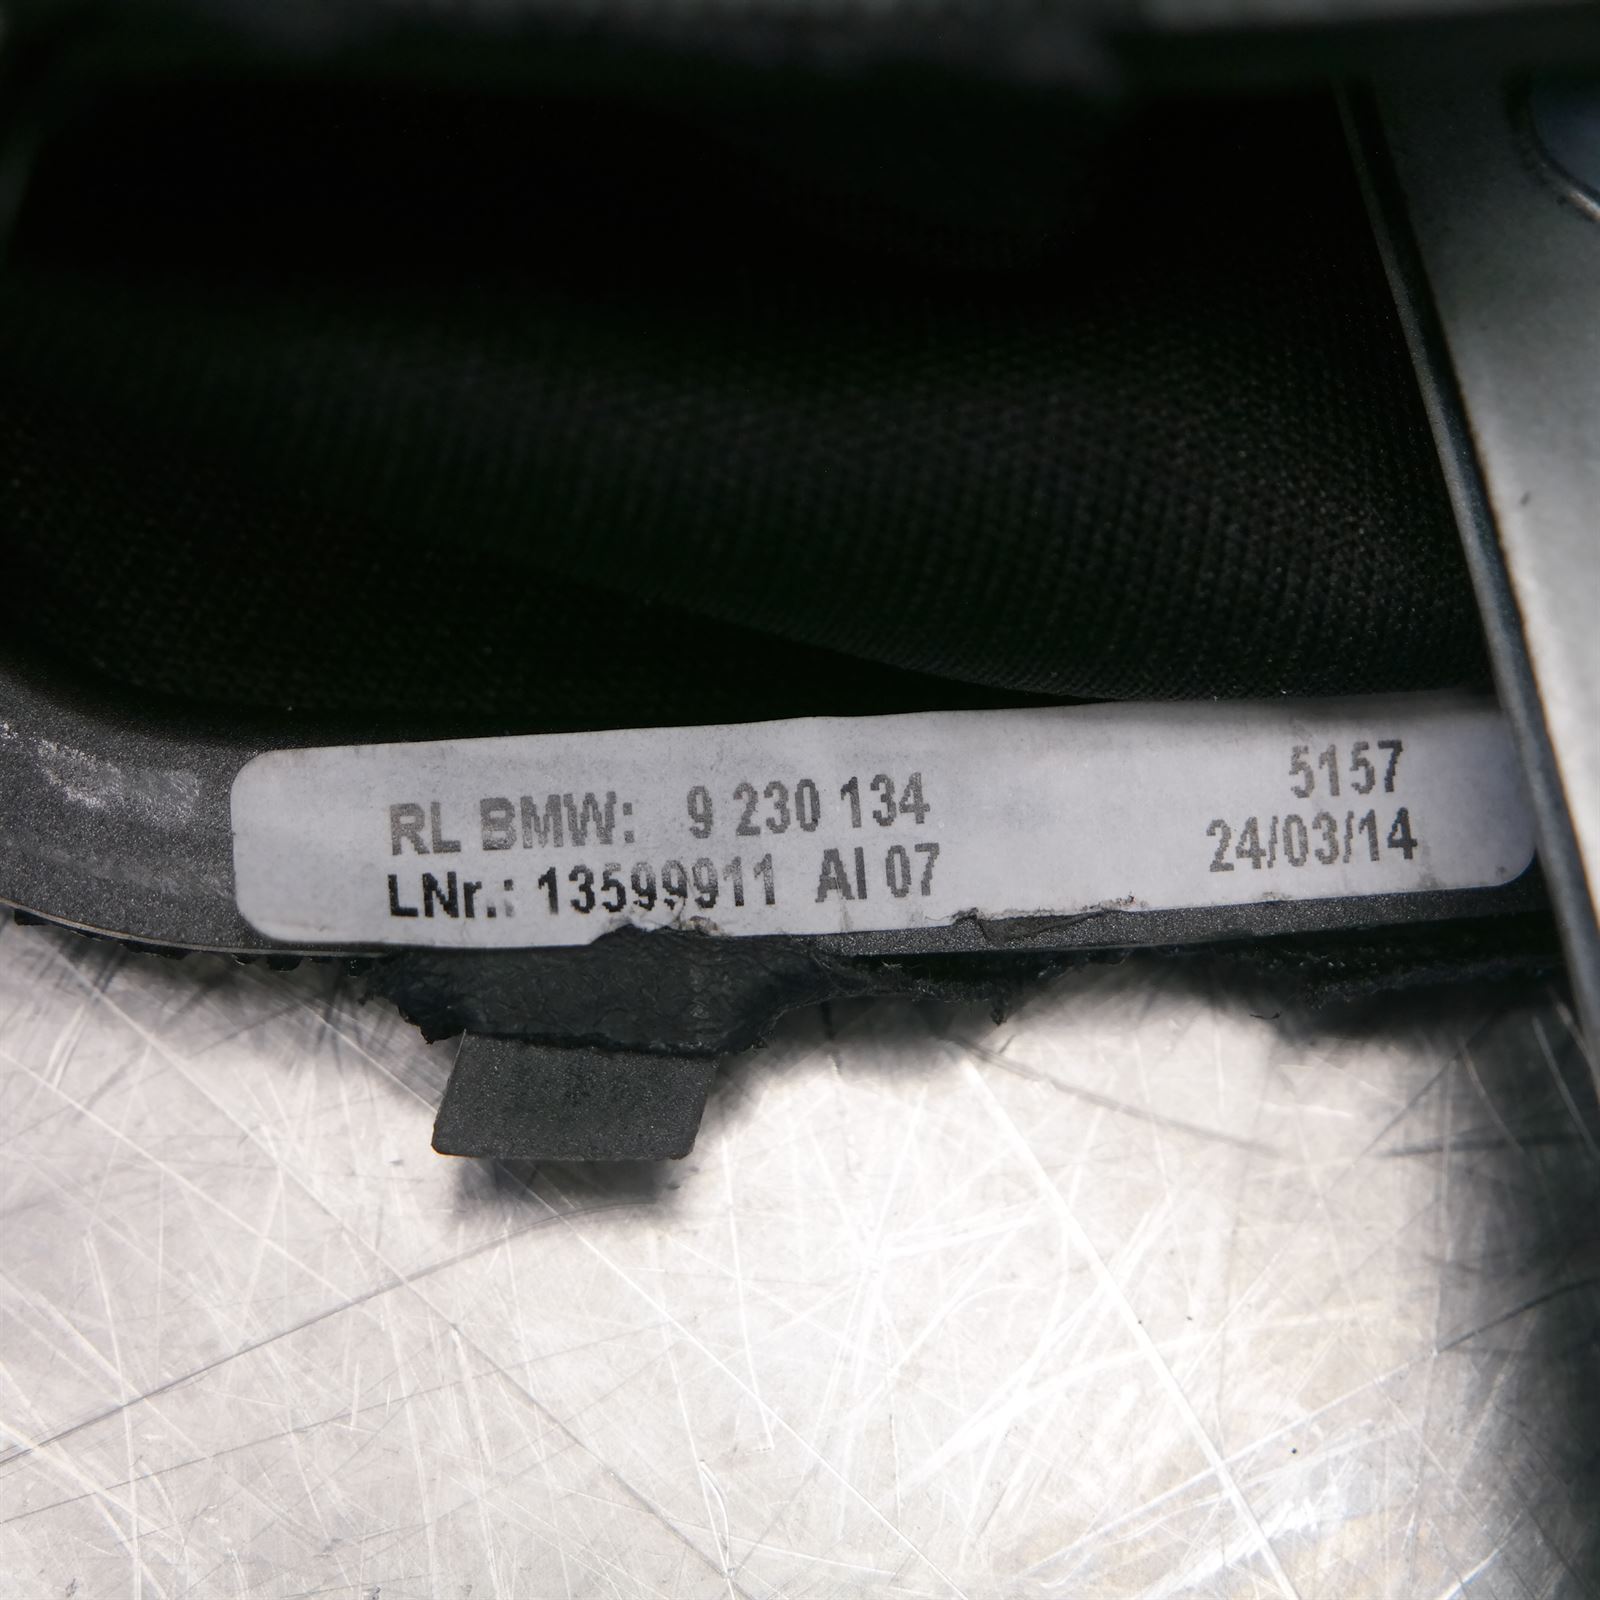 RL BMW: 9 230 134 5157
LNr.: 13599911 AI 07 24/03/14